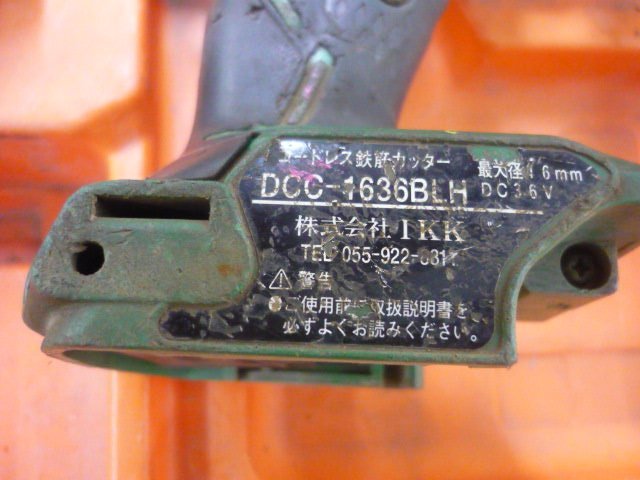 コードレス鉄筋カッター
最大径16mm
DCC-1636BLH
DC36V
株式会社IKK
TEL 055-922-
⚠警告
●ご使用前に取扱説明書を
必ずよくお読みください。